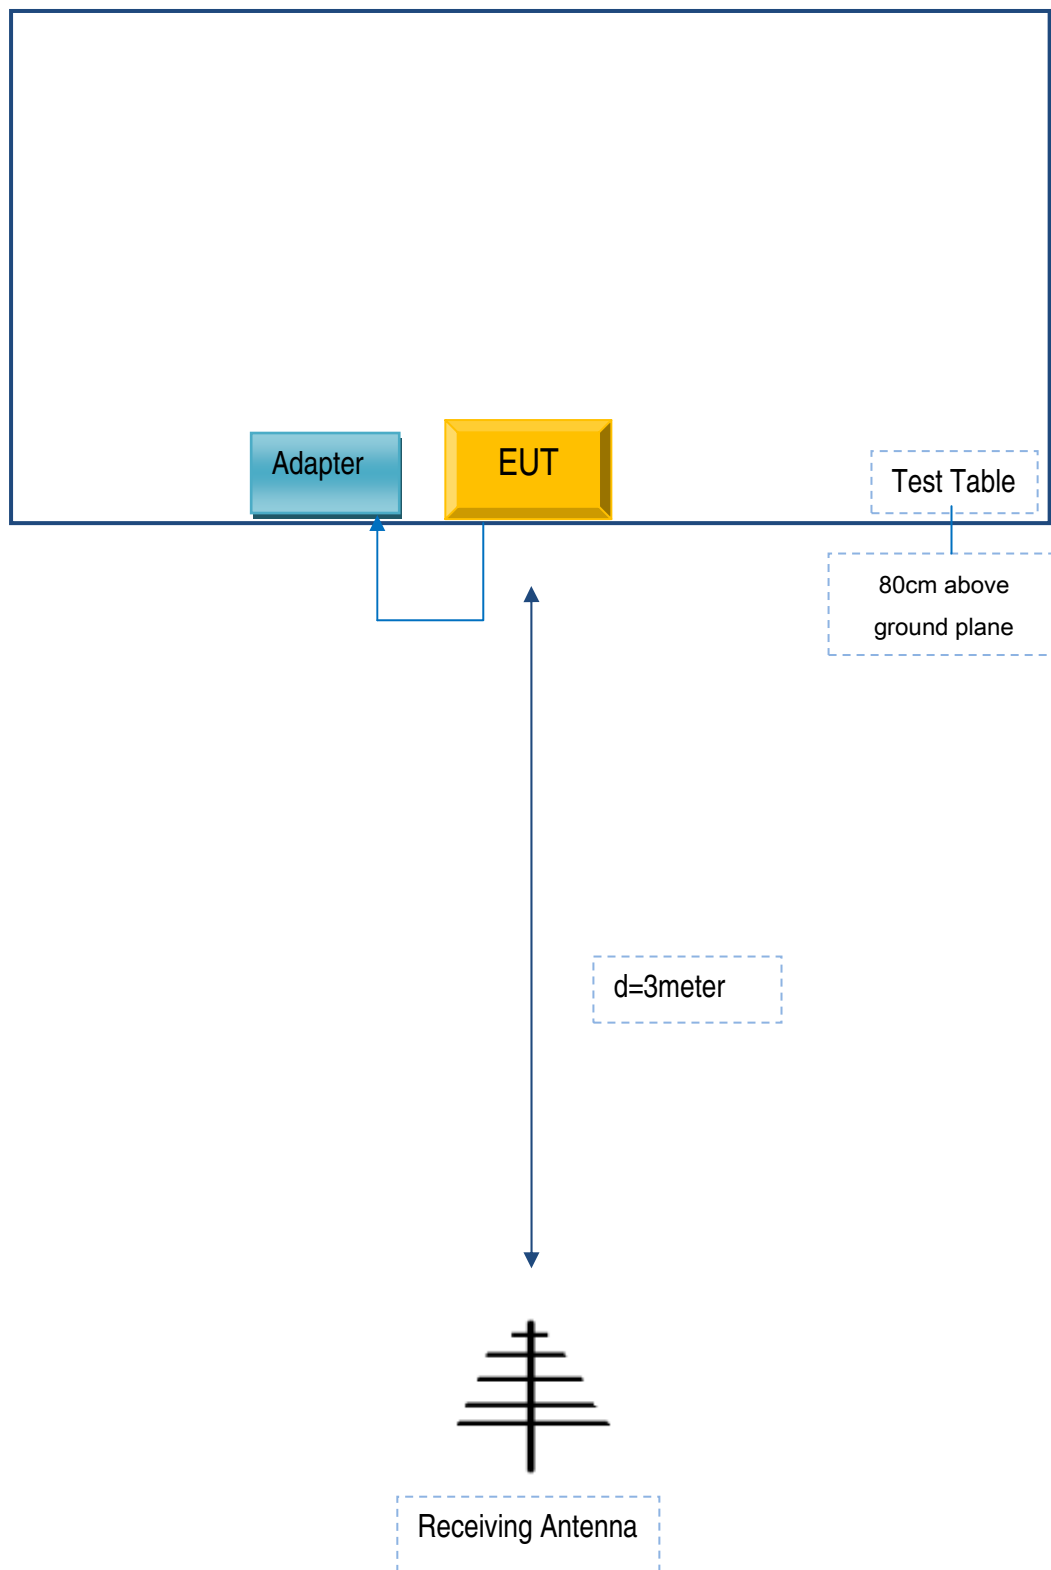 Adapter
EUT
Test Table
80cm above
ground plane
d=3meter
Receiving Antenna